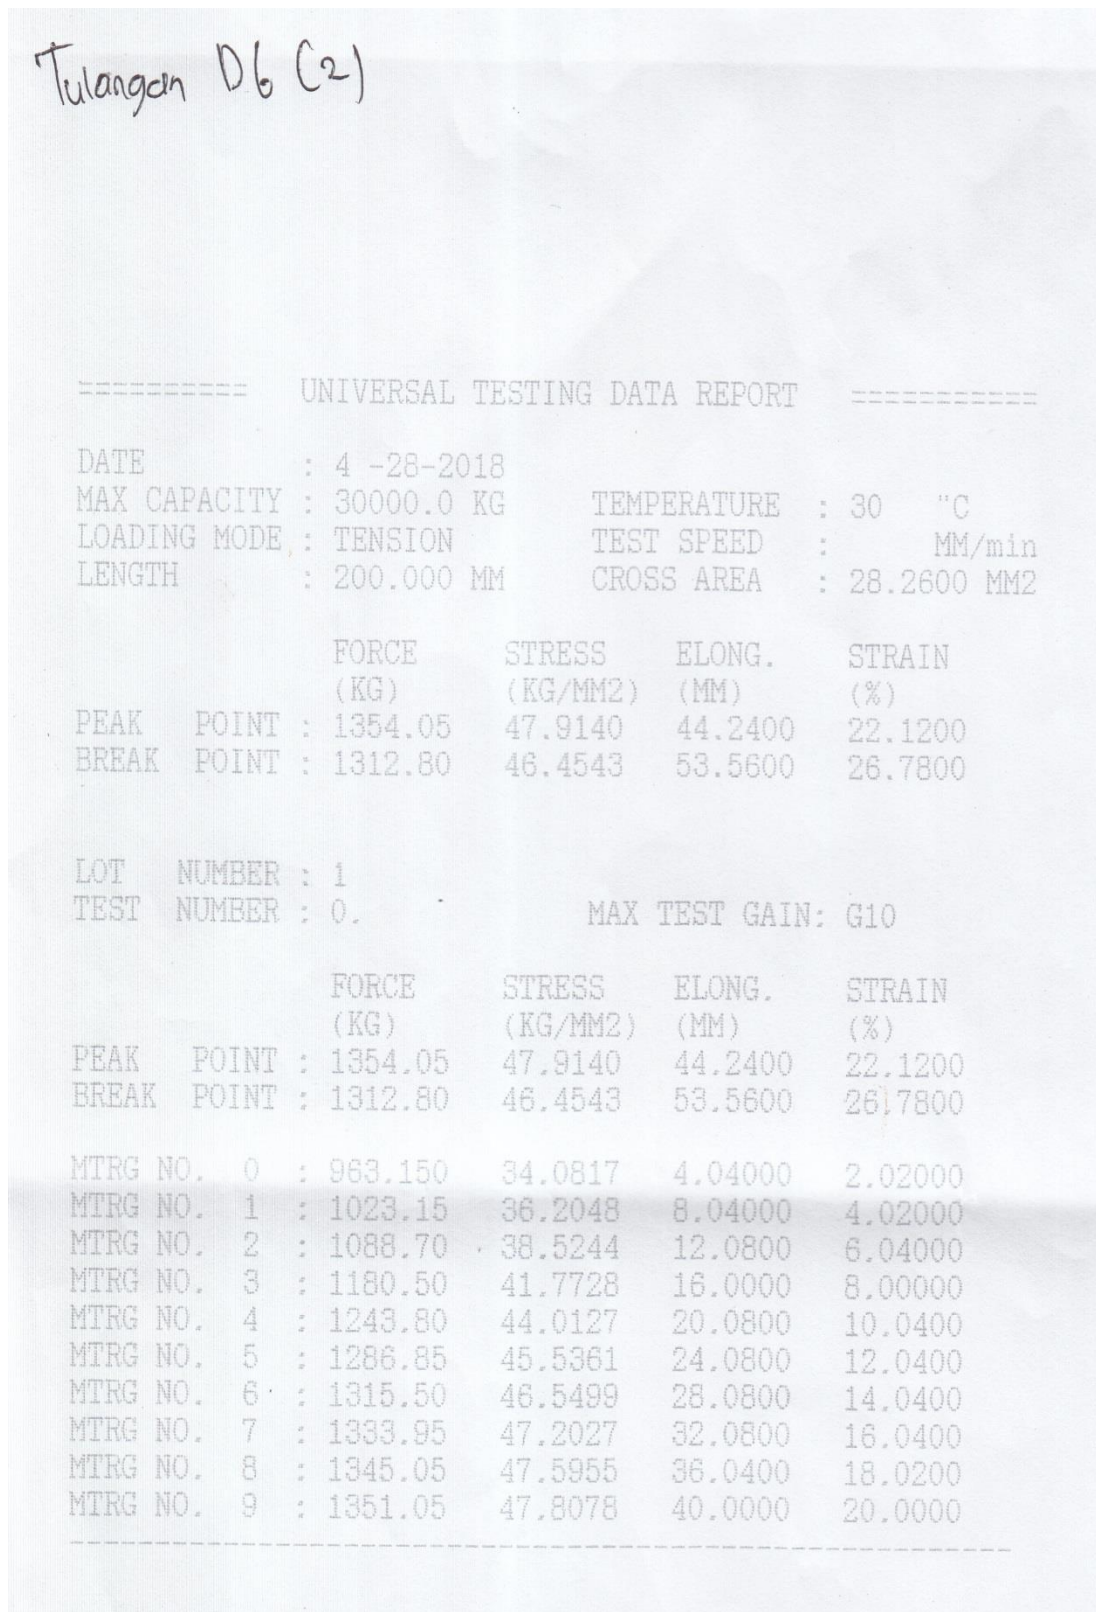 Tulangan D6 (2)
========== UNIVERSAL TESTING DATA REPORT ===========
DATE : 4 -28-2018
MAX CAPACITY : 30000.0 KG TEMPERATURE : 30 "C
LOADING MODE : TENSION TEST SPEED : MM/min
LENGTH : 200.000 MM CROSS AREA : 28.2600 MM2
FORCE STRESS ELONG. STRAIN
(KG) (KG/MM2) (MM) (%)
PEAK POINT : 1354.05 47.9140 44.2400 22.1200
BREAK POINT : 1312.80 46.4543 53.5600 26.7800
LOT NUMBER : 1
TEST NUMBER : 0. MAX TEST GAIN: G10
FORCE STRESS ELONG. STRAIN
(KG) (KG/MM2) (MM) (%)
PEAK POINT : 1354.05 47.9140 44.2400 22.1200
BREAK POINT : 1312.80 46.4543 53.5600 26.7800
MTRG NO. 0 : 963.150 34.0817 4.04000 2.02000
MTRG NO. 1 : 1023.15 36.2048 8.04000 4.02000
MTRG NO. 2 : 1088.70 38.5244 12.0800 6.04000
MTRG NO. 3 : 1180.50 41.7728 16.0000 8.00000
MTRG NO. 4 : 1243.80 44.0127 20.0800 10.0400
MTRG NO. 5 : 1286.85 45.5361 24.0800 12.0400
MTRG NO. 6 : 1315.50 46.5499 28.0800 14.0400
MTRG NO. 7 : 1333.95 47.2027 32.0800 16.0400
MTRG NO. 8 : 1345.05 47.5955 36.0400 18.0200
MTRG NO. 9 : 1351.05 47.8078 40.0000 20.0000